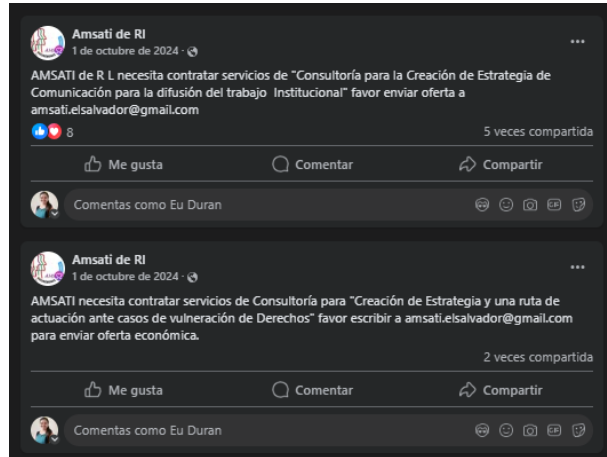 Amsati de RI
1 de octubre de 2024 ·
AMSATI de R L necesita contratar servicios de "Consultoría para la Creación de Estrategia de
Comunicación para la difusión del trabajo Institucional" favor enviar oferta a
amsati.elsalvador@gmail.com
8
5 veces compartida
Me gusta
Comentar
Compartir
Comentas como Eu Duran
GIF
Amsati de RI
1 de octubre de 2024 ·
AMSATI necesita contratar servicios de Consultoría para "Creación de Estrategia y una ruta de
actuación ante casos de vulneración de Derechos" favor escribir a amsati.elsalvador@gmail.com
para enviar oferta económica.
2 veces compartida
Me gusta
Comentar
Compartir
Comentas como Eu Duran
GIF